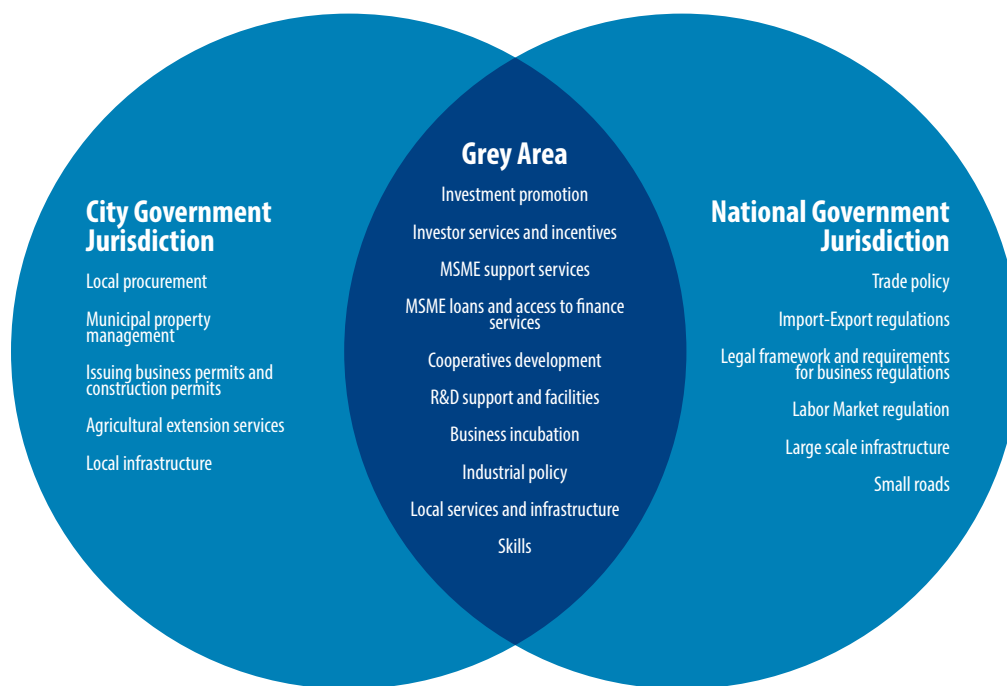 City Government
Jurisdiction
Local procurement
Municipal property
management
Issuing business permits and
construction permits
Agricultural extension services
Local infrastructure
Grey Area
Investment promotion
Investor services and incentives
MSME support services
MSME loans and access to finance
services
Cooperatives development
R&D support and facilities
Business incubation
Industrial policy
Local services and infrastructure
Skills
National Government
Jurisdiction
Trade policy
Import-Export regulations
Legal framework and requirements
for business regulations
Labor Market regulation
Large scale infrastructure
Small roads